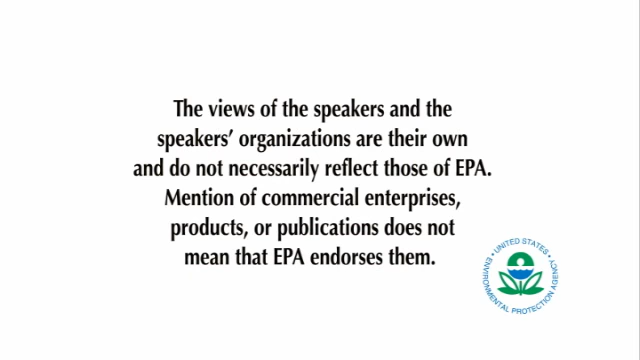 The views of the speakers and the
speakers’ organizations are their own
and do not necessarily reflect those of EPA.
Mention of commercial enterprises,
products, or publications does not
mean that EPA endorses them.
• UNITED STATES •
ENVIRONMENTAL PROTECTION AGENCY